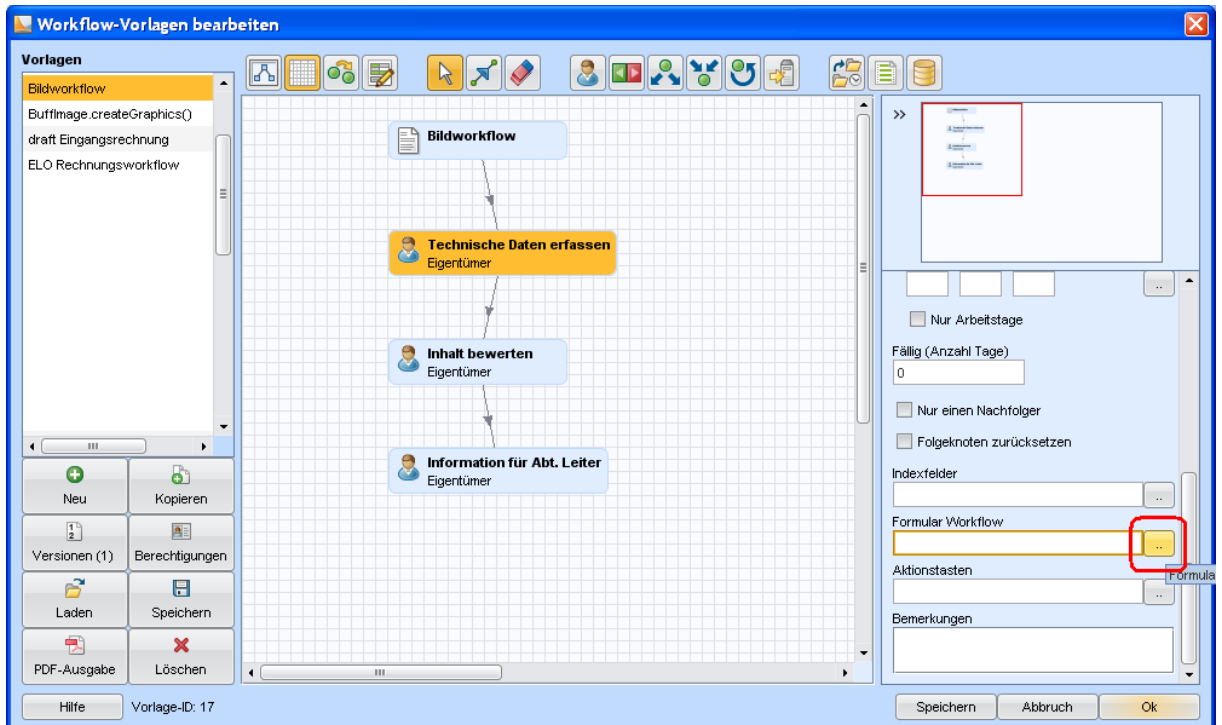 Workflow-Vorlagen bearbeiten
Vorlagen
Bildworkflow
BuffImage.createGraphics()
draft Eingangsrechnung
ELO Rechnungsworkflow
Neu
Kopieren
Versionen (1)
Berechtigungen
Laden
Speichern
PDF-Ausgabe
Löschen
Bildworkflow
Technische Daten erfassen
Eigentümer
Inhalt bewerten
Eigentümer
Information für Abt. Leiter
Eigentümer
>>
..
Nur Arbeitstage
Fällig (Anzahl Tage)
0
Nur einen Nachfolger
Folgeknoten zurücksetzen
Indexfelder
..
Formular Workflow
..
Formula
Aktionstasten
..
Bemerkungen
Hilfe
Vorlage-ID: 17
Speichern
Abbruch
Ok